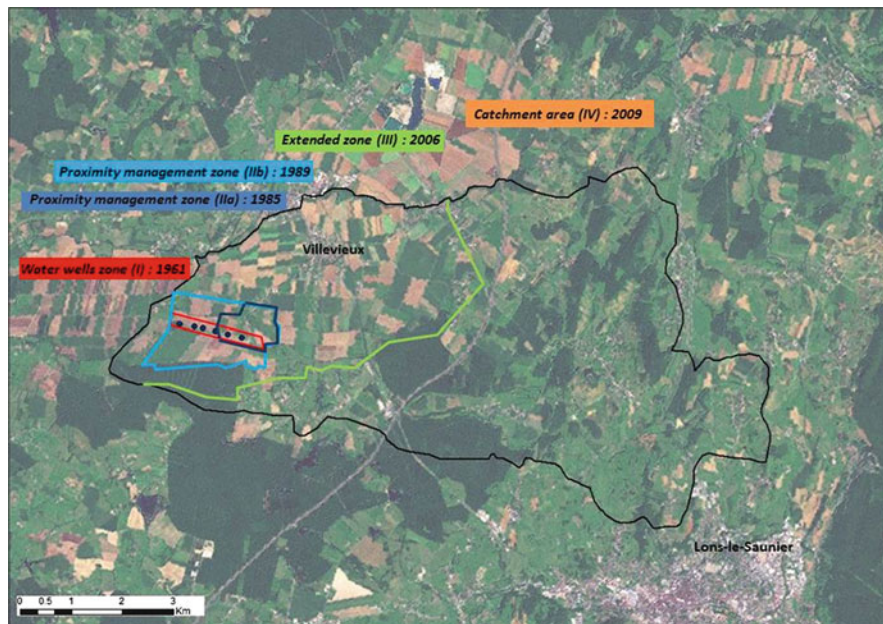 Catchment area (IV) : 2009
Extended zone (III) : 2006
Proximity management zone (IIb) : 1989
Proximity management zone (IIa) : 1985
Villevieux
Water wells zone (I) : 1961
Lons-le-Saunier
0 0.5 1 2 3
Km